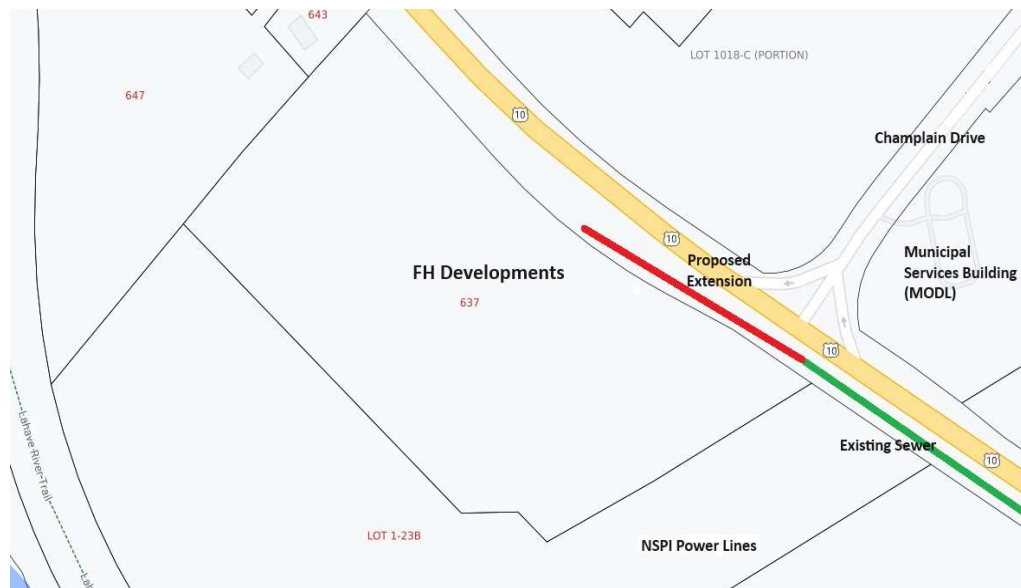 643
LOT 1018-C (PORTION)
647
10
Champlain Drive
10
Municipal
Services Building
(MODL)
Proposed
Extension
FH Developments
637
10
Existing Sewer
10
Lahave-River-Trail
LOT 1-23B
NSPI Power Lines